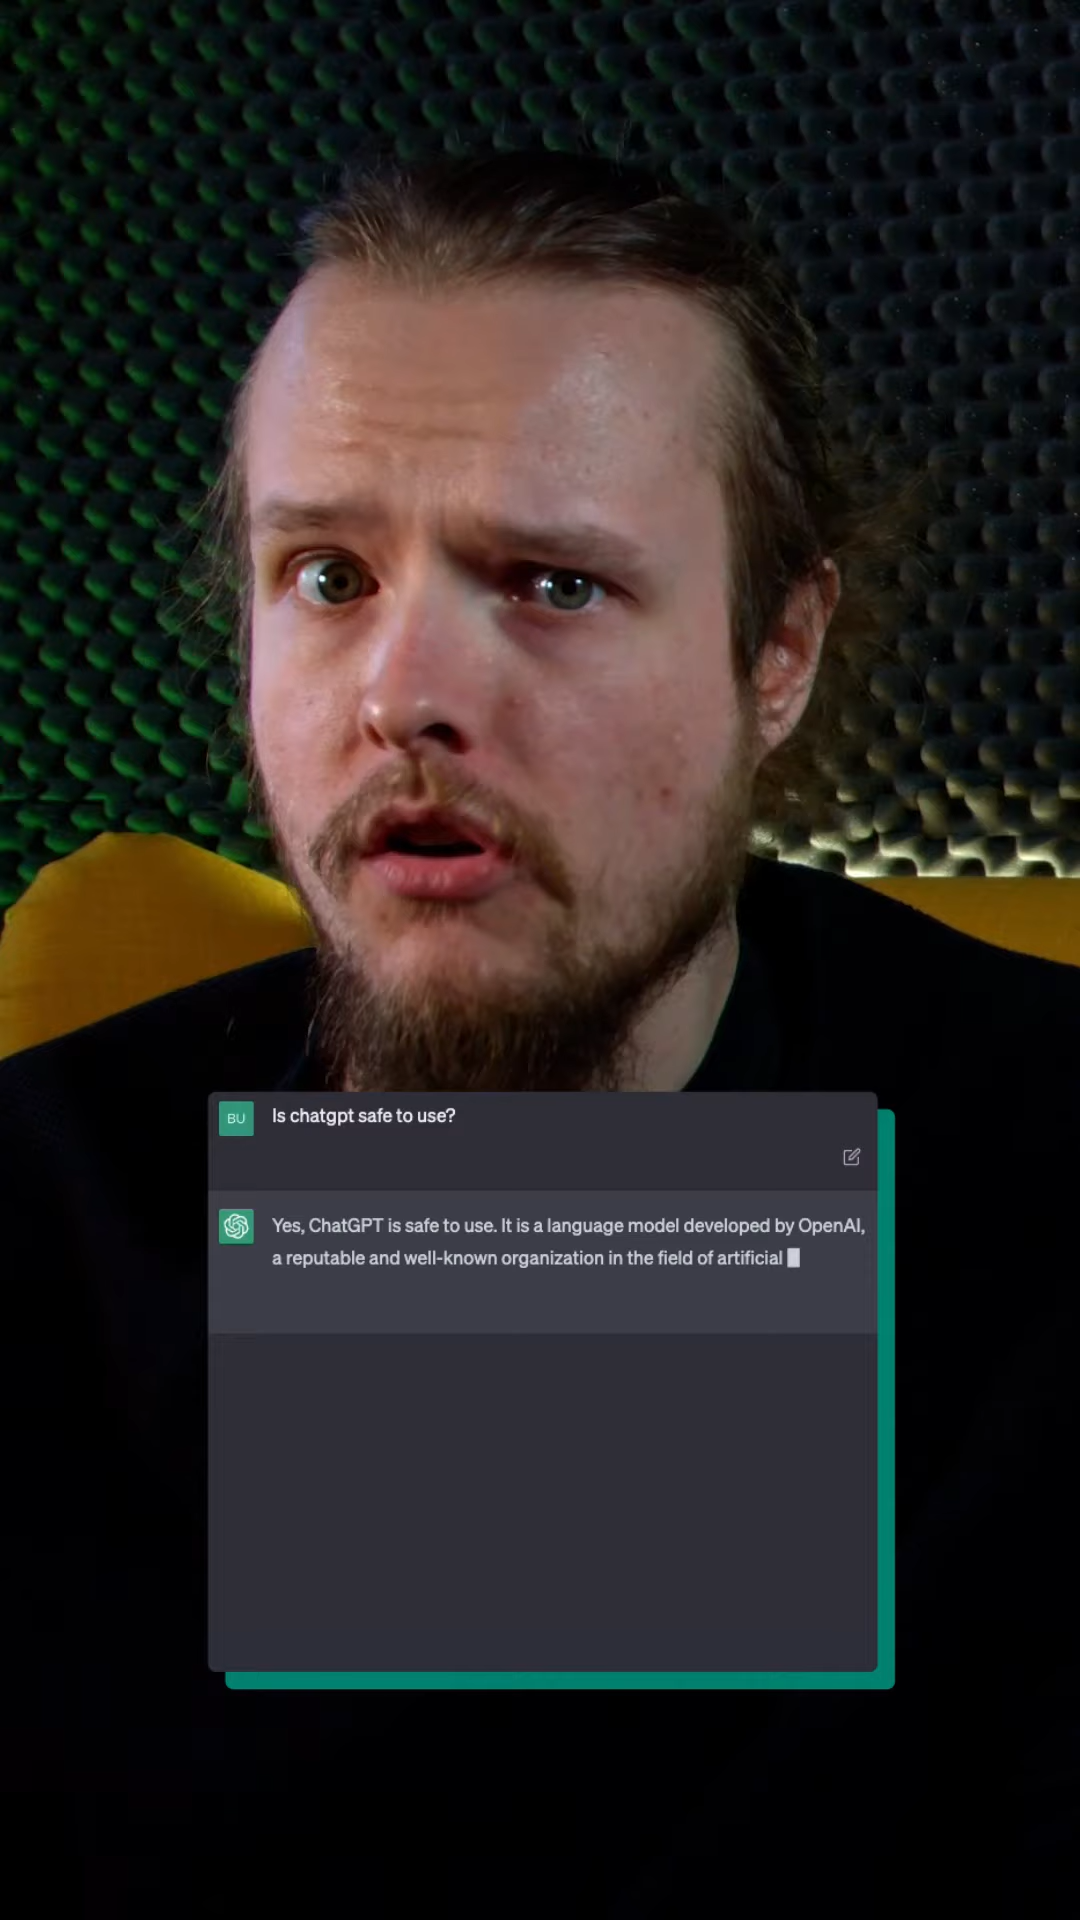 BU
Is chatgpt safe to use?
Yes, ChatGPT is safe to use. It is a language model developed by OpenAI,
a reputable and well-known organization in the field of artificial